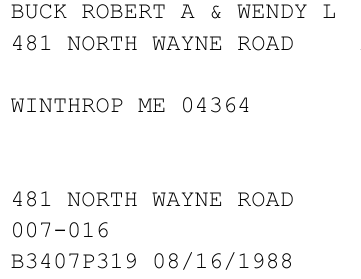 BUCK ROBERT A & WENDY L
481 NORTH WAYNE ROAD
WINTHROP ME 04364
481 NORTH WAYNE ROAD
007-016
B3407P319 08/16/1988